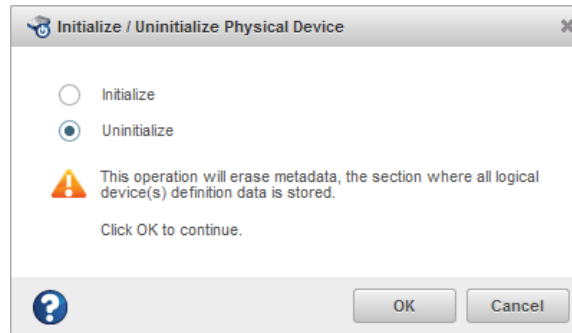 Initialize / Uninitialize Physical Device
Initialize
Uninitialize
This operation will erase metadata, the section where all logical
device(s) definition data is stored.
Click OK to continue.
OK
Cancel